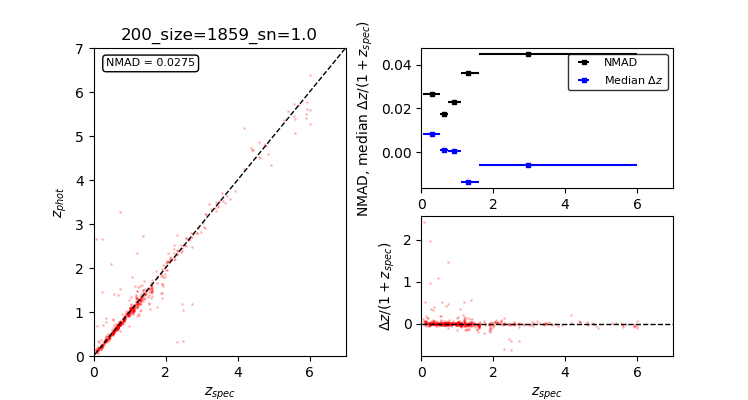 200_size=1859_sn=1.0
NMAD = 0.0275
7
6
5
4
3
2
1
0
0
2
4
6
z_phot
z_spec
NMAD, median Δz/(1 + z_spec)
0.04
0.02
0.00
NMAD
Median Δz
0
2
4
6
Δz/(1 + z_spec)
2
1
0
0
2
4
6
z_spec